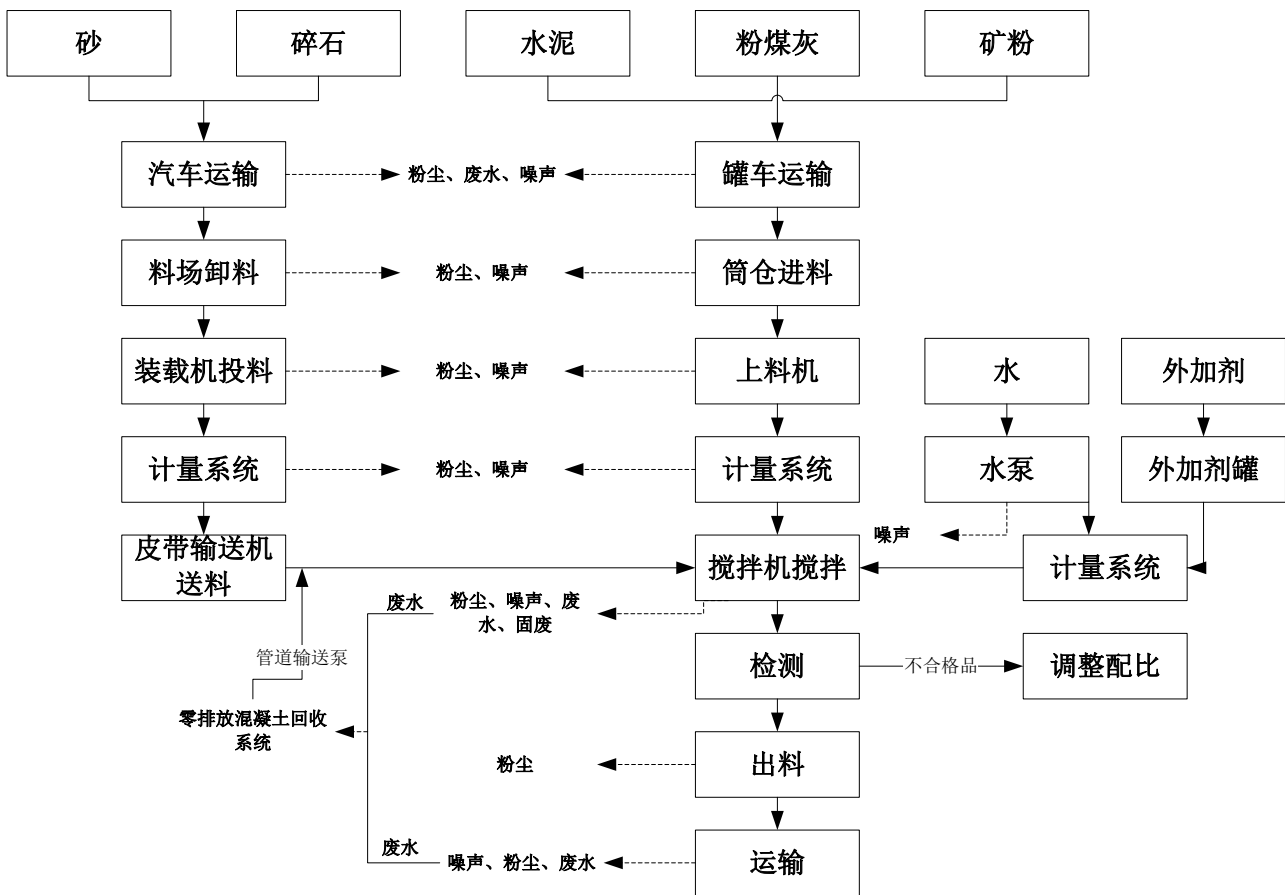 砂
碎石
水泥
粉煤灰
矿粉
汽车运输
粉尘、废水、噪声
罐车运输
料场卸料
粉尘、噪声
筒仓进料
装载机投料
粉尘、噪声
上料机
水
外加剂
计量系统
粉尘、噪声
计量系统
水泵
外加剂罐
皮带输送机
送料
搅拌机搅拌
噪声
计量系统
废水
粉尘、噪声、废
水、固废
管道输送泵
检测
不合格品
调整配比
零排放混凝土回收
系统
粉尘
出料
废水
噪声、粉尘、废水
运输